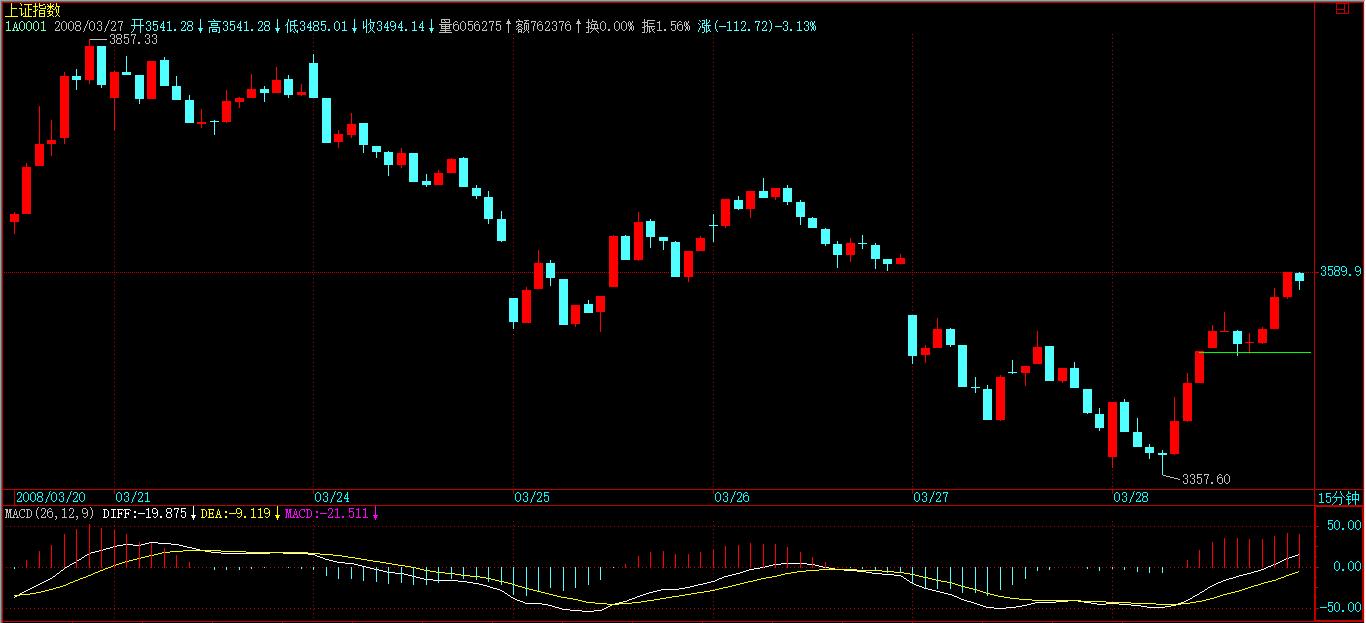 上证指数
1A0001 2008/03/27 开3541.28↓高3541.28↓低3485.01↓收3494.14↓量6056275↑额762376↑换0.00% 振1.56% 涨(-112.72)-3.13%
3857.33
3589.9
3357.60
2008/03/20 03/21 03/24 03/25 03/26 03/27 03/28 15分钟
MACD(26,12,9) DIFF:-19.875↓DEA:-9.119↓MACD:-21.511↓
50.00
0.00
-50.00